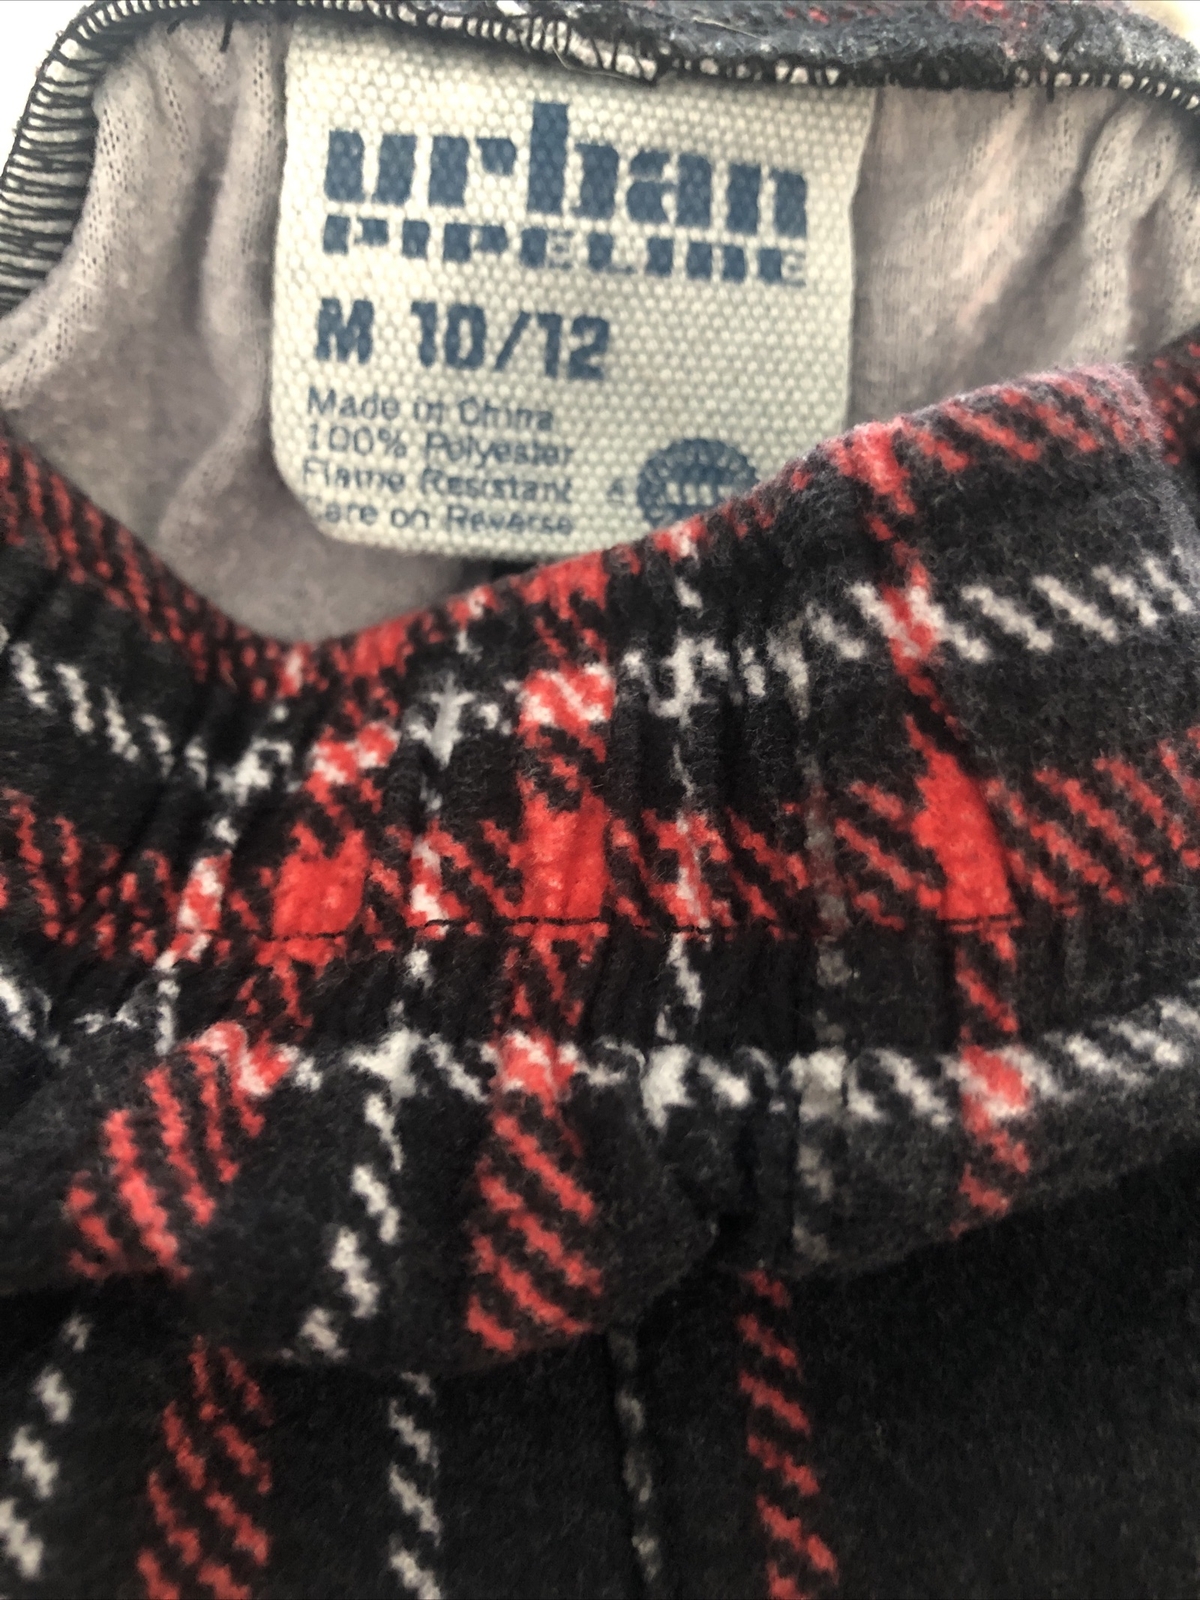 urban
PIPELINE
M 10/12
Made in China
100% Polyester
Flame Resistant
Care on Reverse